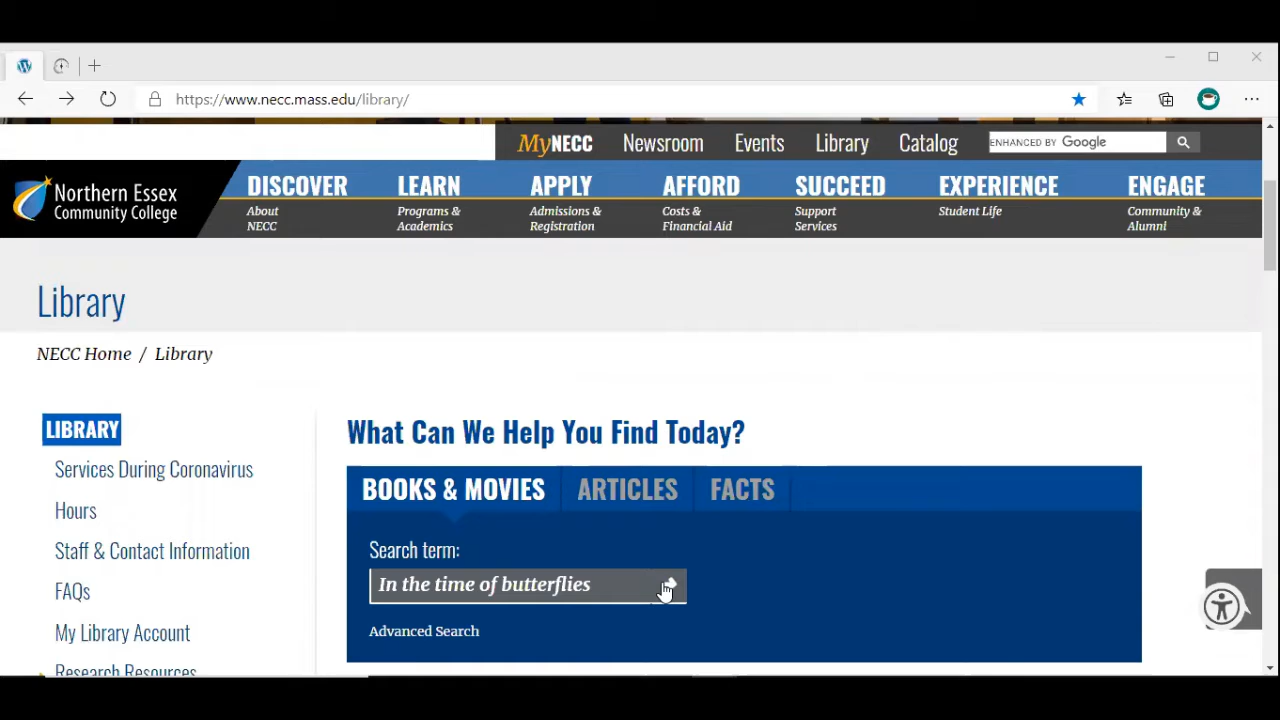 https://www.necc.mass.edu/library/
MyNECC Newsroom Events Library Catalog ENHANCED BY Google
Northern Essex
Community College
DISCOVER
About
NECC
LEARN
Programs &
Academics
APPLY
Admissions &
Registration
AFFORD
Costs &
Financial Aid
SUCCEED
Support
Services
EXPERIENCE
Student Life
ENGAGE
Community &
Alumni
Library
NECC Home / Library
LIBRARY
Services During Coronavirus
Hours
Staff & Contact Information
FAQs
My Library Account
Research Resources
What Can We Help You Find Today?
BOOKS & MOVIES ARTICLES FACTS
Search term:
In the time of butterflies
Advanced Search